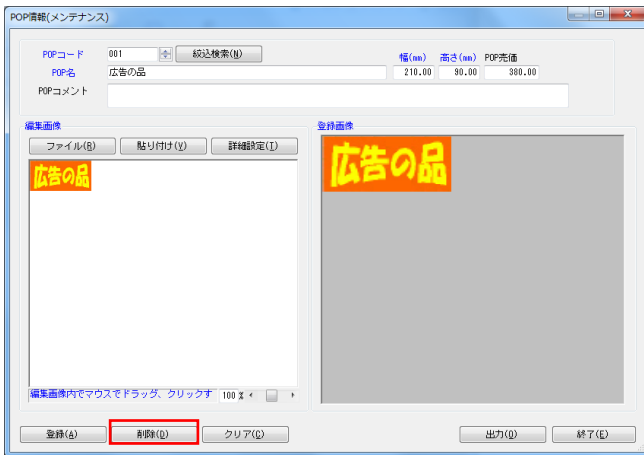 POP情報(メンテナンス)
POPコード 001 絞込検索(N)
幅(mm) 高さ(mm) POP売価
POP名 広告の品 210.00 90.00 380.00
POPコメント
編集画像 登録画像
ファイル(R) 貼り付け(V) 詳細設定(I)
広告の品 広告の品
編集画像内でマウスでドラッグ、クリックす 100 %
登録(A) 削除(D) クリア(C) 出力(O) 終了(E)